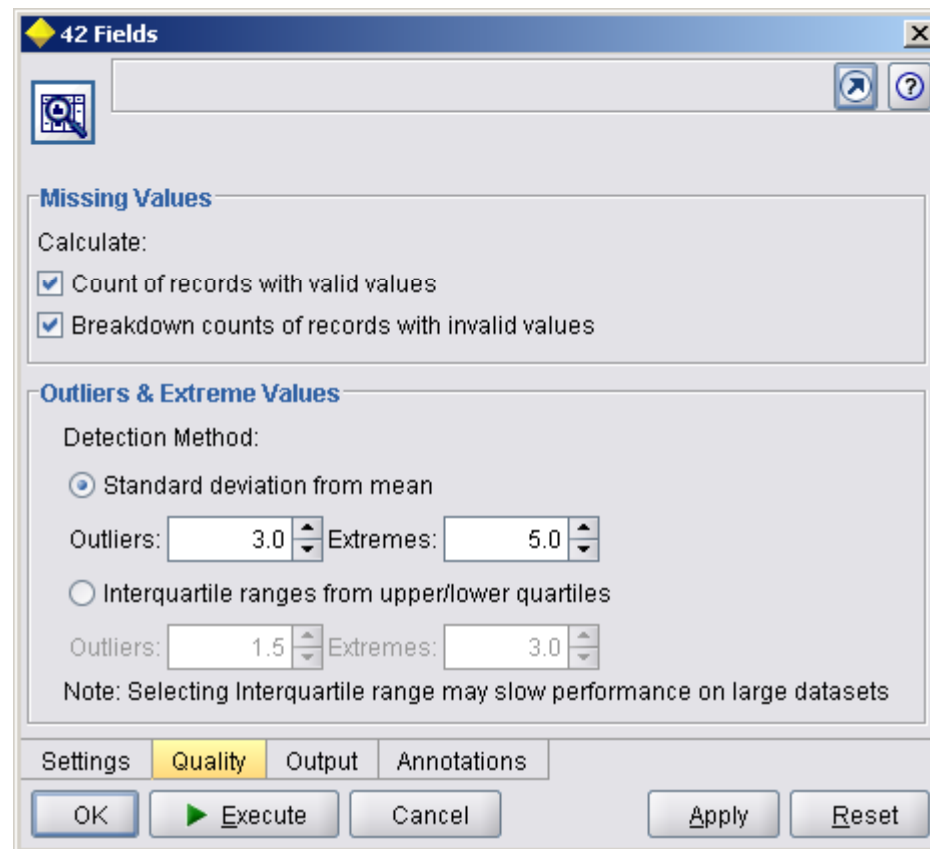 42 Fields
Missing Values
Calculate:
Count of records with valid values
Breakdown counts of records with invalid values
Outliers & Extreme Values
Detection Method:
Standard deviation from mean
Outliers: 3.0 Extremes: 5.0
Interquartile ranges from upper/lower quartiles
Outliers: 1.5 Extremes: 3.0
Note: Selecting Interquartile range may slow performance on large datasets
Settings Quality Output Annotations
OK Execute Cancel Apply Reset